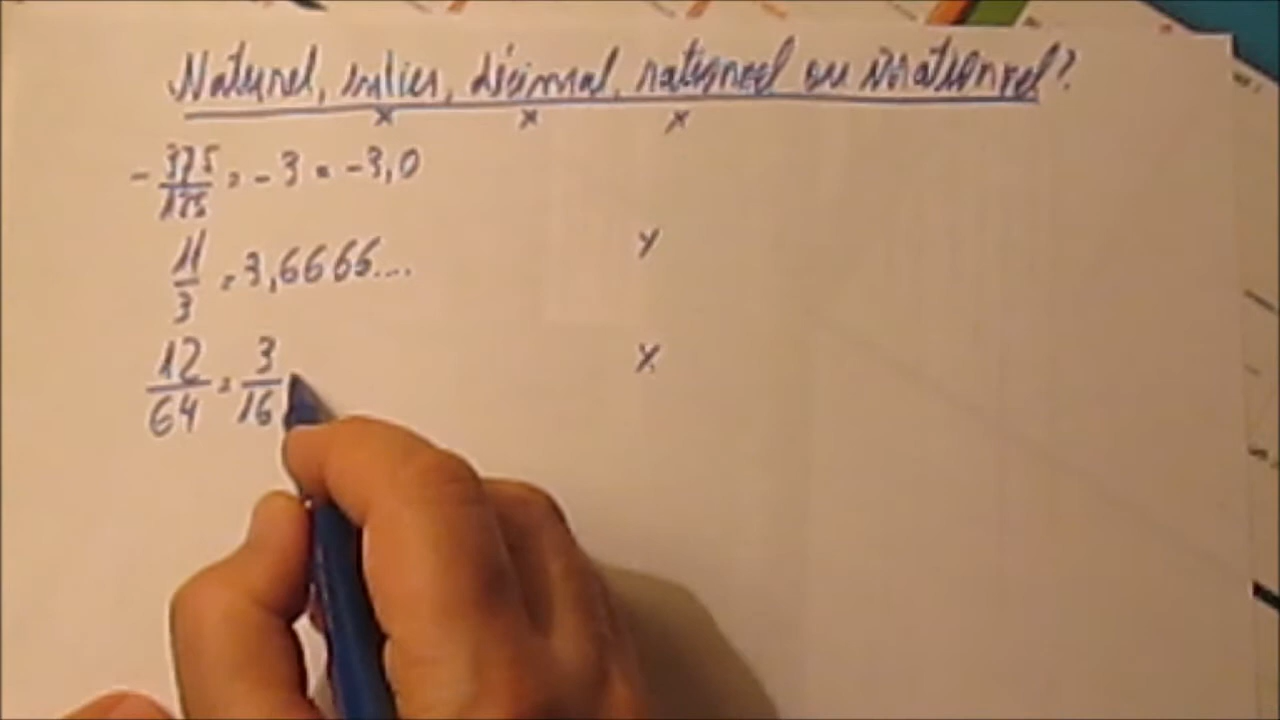 Naturel, entier, décimal, rationnel ou irrationnel?
x x x
-375/125 = -3 = -3,0
11/3 = 3,6666... x
12/64 = 3/16 x